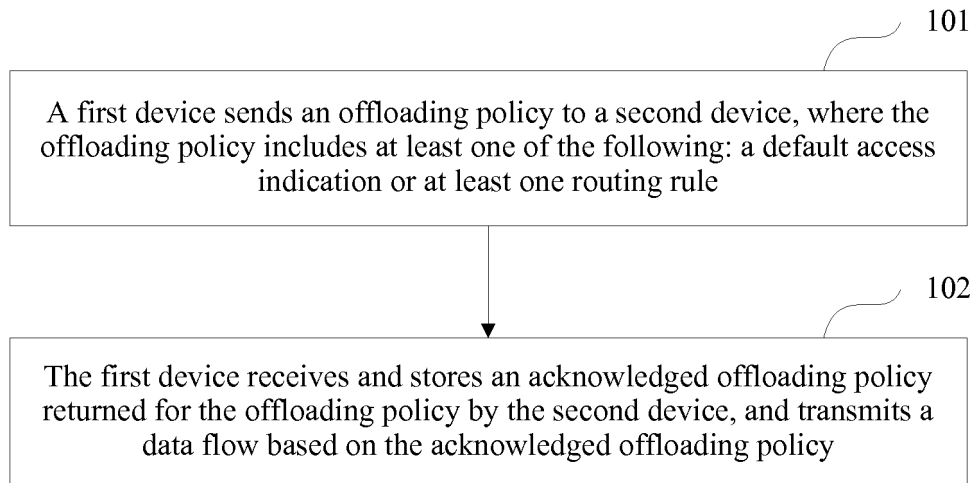 101
A first device sends an offloading policy to a second device, where the
offloading policy includes at least one of the following: a default access
indication or at least one routing rule
102
The first device receives and stores an acknowledged offloading policy
returned for the offloading policy by the second device, and transmits a
data flow based on the acknowledged offloading policy